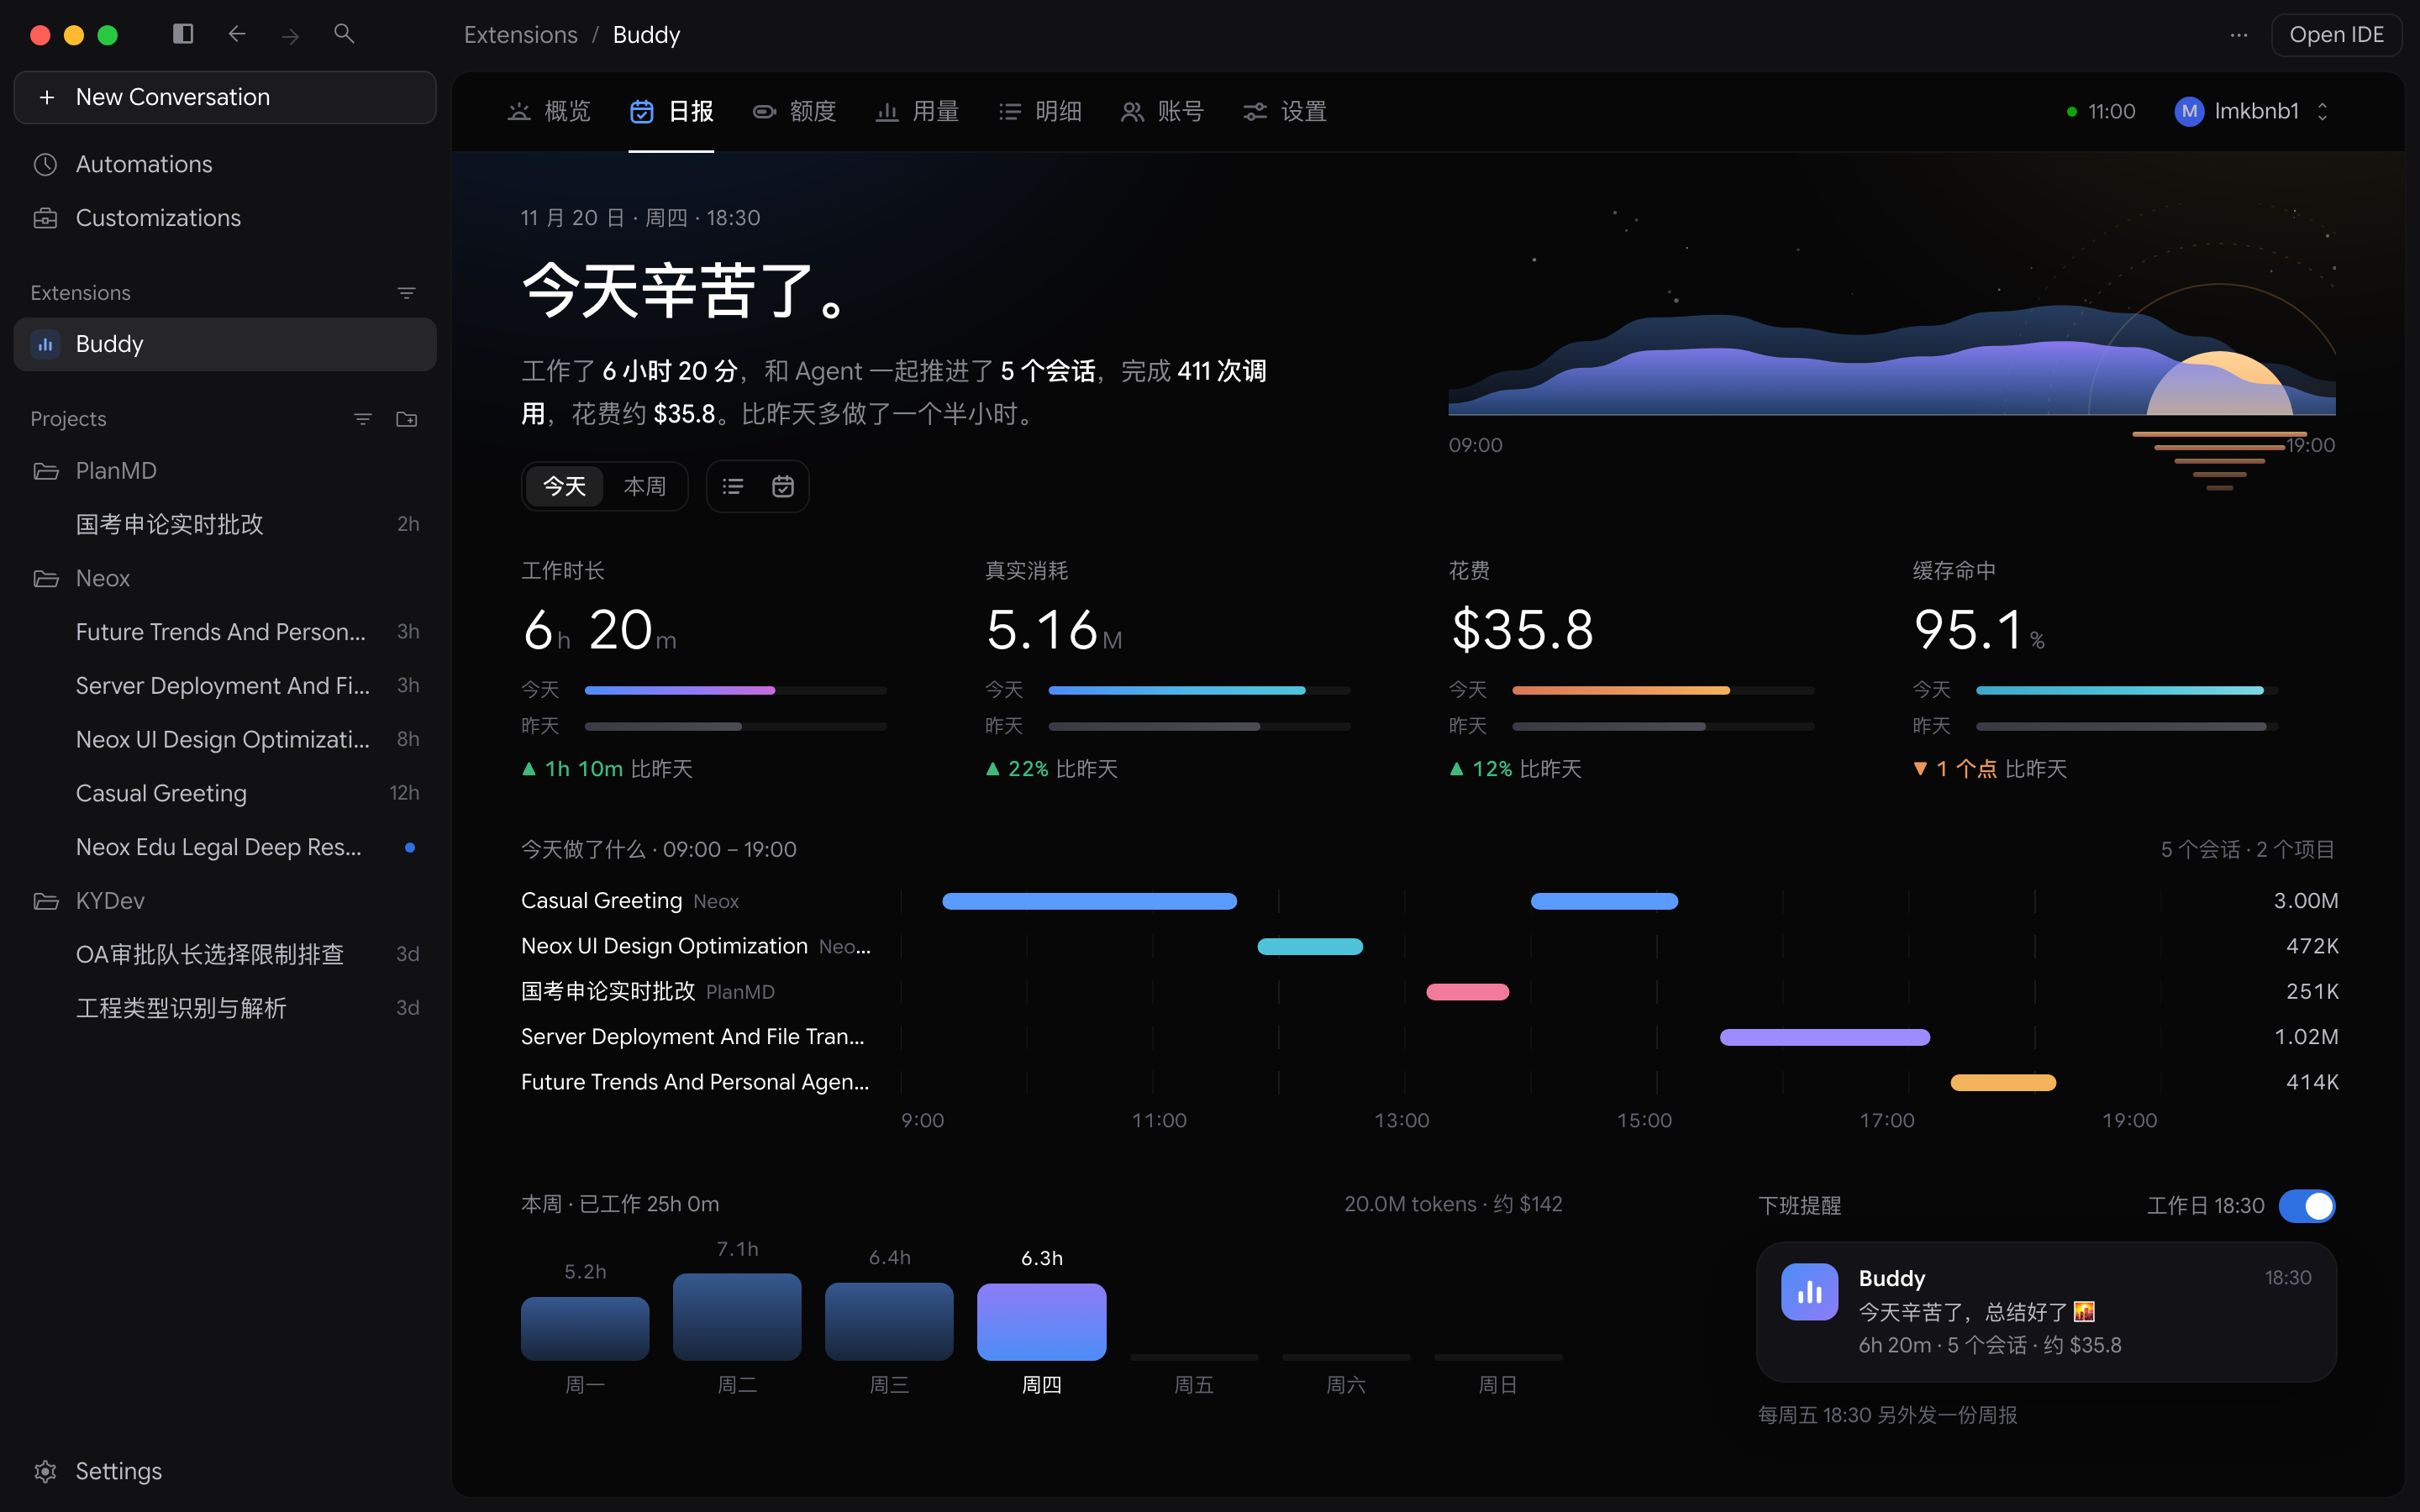 Extensions / Buddy
Open IDE
New Conversation
Automations
Customizations
Extensions
Buddy
Projects
PlanMD
国考申论实时批改 2h
Neox
Future Trends And Person... 3h
Server Deployment And Fi... 3h
Neox UI Design Optimizati... 8h
Casual Greeting 12h
Neox Edu Legal Deep Res...
KYDev
OA审批队长选择限制排查 3d
工程类型识别与解析 3d
Settings
概览 日报 额度 用量 明细 账号 设置
11:00 M lmkbnb1
11 月 20 日 · 周四 · 18:30
今天辛苦了。
工作了 6 小时 20 分，和 Agent 一起推进了 5 个会话，完成 411 次调
用，花费约 $35.8。比昨天多做了一个半小时。
今天 本周
09:00 19:00
工作时长
6h 20m
今天
昨天
▲ 1h 10m 比昨天
真实消耗
5.16M
今天
昨天
▲ 22% 比昨天
花费
$35.8
今天
昨天
▲ 12% 比昨天
缓存命中
95.1%
今天
昨天
▼ 1 个点 比昨天
今天做了什么 · 09:00 – 19:00 5 个会话 · 2 个项目
Casual Greeting Neox 3.00M
Neox UI Design Optimization Neo... 472K
国考申论实时批改 PlanMD 251K
Server Deployment And File Tran... 1.02M
Future Trends And Personal Agen... 414K
9:00 11:00 13:00 15:00 17:00 19:00
本周 · 已工作 25h 0m 20.0M tokens · 约 $142
5.2h 7.1h 6.4h 6.3h
周一 周二 周三 周四 周五 周六 周日
下班提醒 工作日 18:30
Buddy 18:30
今天辛苦了，总结好了 🌇
6h 20m · 5 个会话 · 约 $35.8
每周五 18:30 另外发一份周报